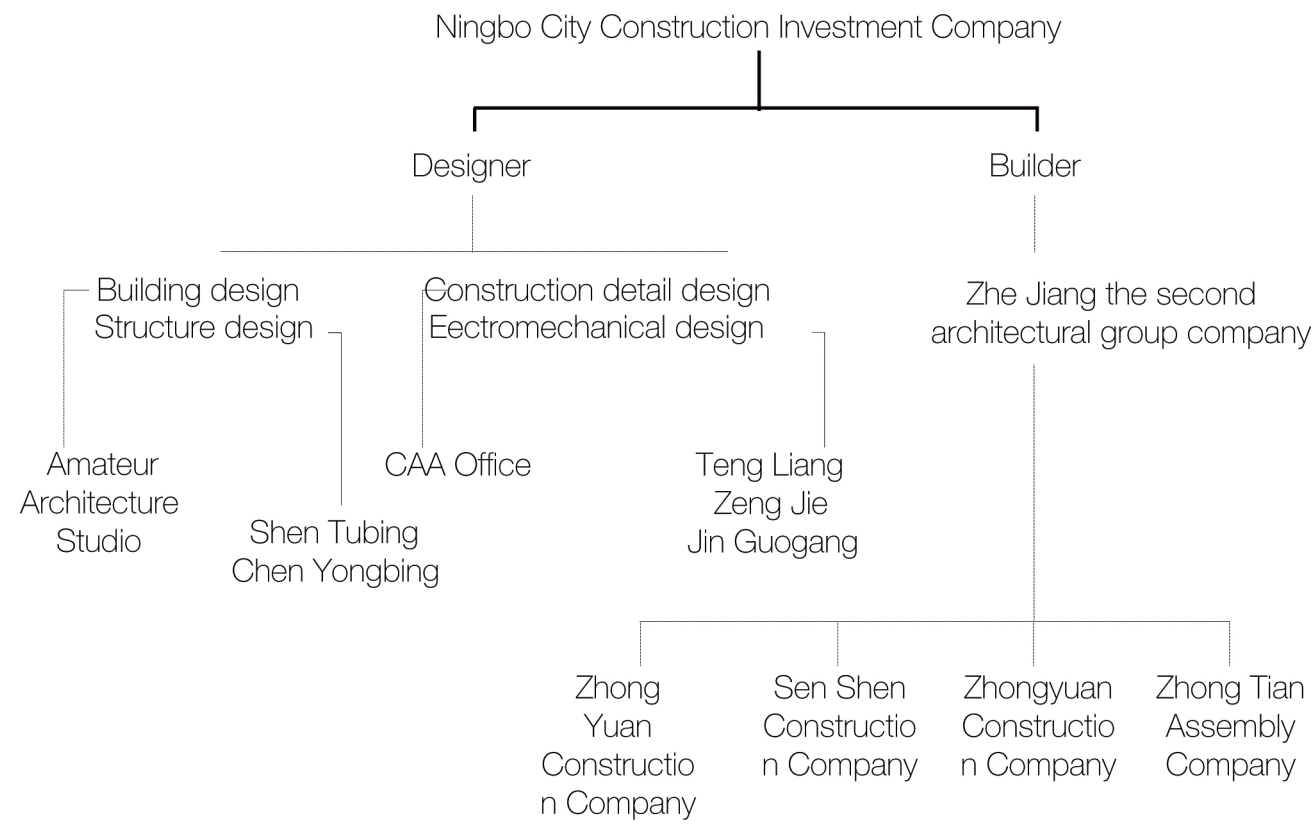 Ningbo City Construction Investment Company
Designer
Builder
Building design
Structure design
Construction detail design
Eectromechanical design
Zhe Jiang the second
architectural group company
Amateur
Architecture
Studio
Shen Tubing
Chen Yongbing
CAA Office
Teng Liang
Zeng Jie
Jin Guogang
Zhong
Yuan
Constructio
n Company
Sen Shen
Constructio
n Company
Zhongyuan
Constructio
n Company
Zhong Tian
Assembly
Company